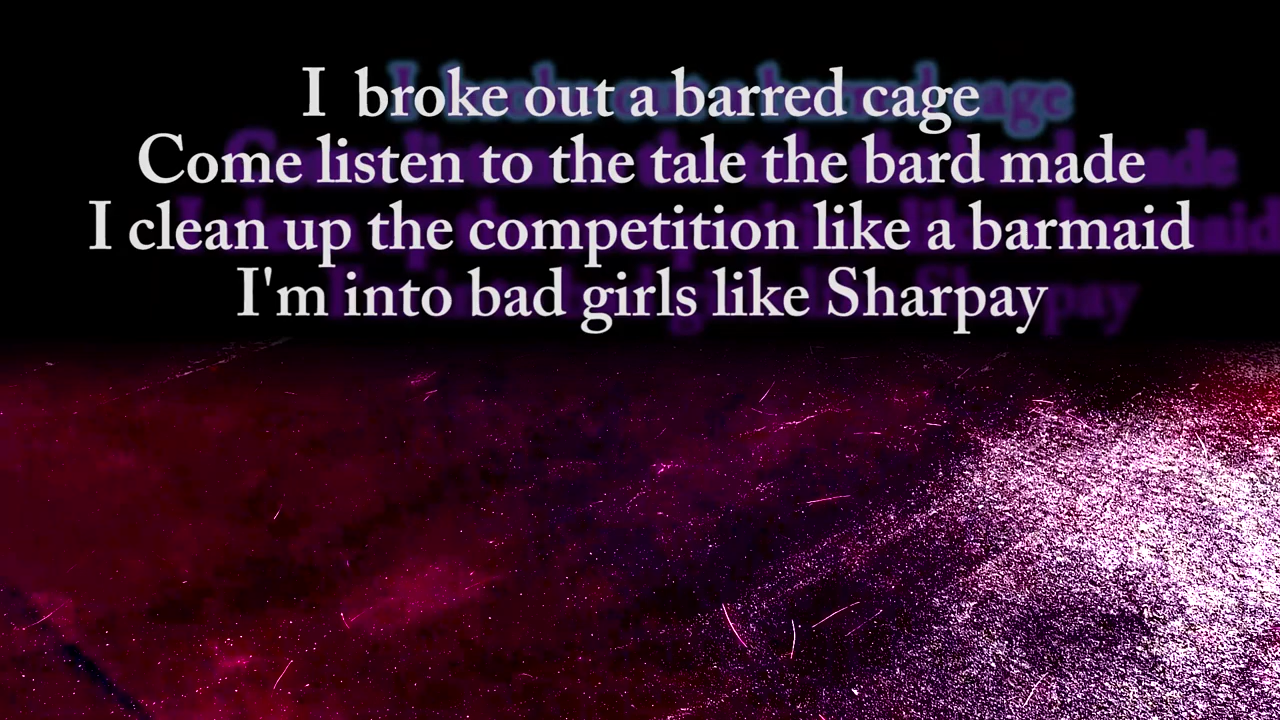 I  broke out a barred cage
Come listen to the tale the bard made
I clean up the competition like a barmaid
I'm into bad girls like Sharpay